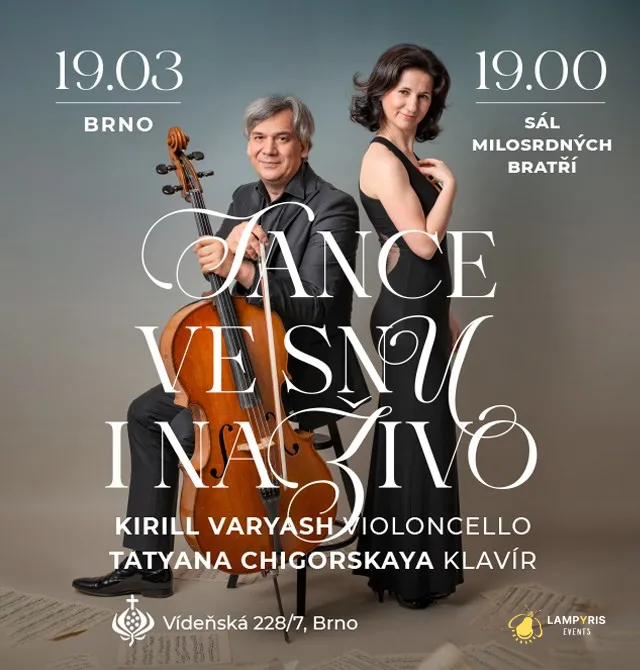 19.03
BRNO
19.00
SÁL
MILOSRDNÝCH
BRATŘÍ
TANCE
VE SNU
I NAŽIVO
KIRILL VARYASH VIOLONCELLO
TATYANA CHIGORSKAYA KLAVÍR
Vídeňská 228/7, Brno
LAMPYRIS
EVENTS